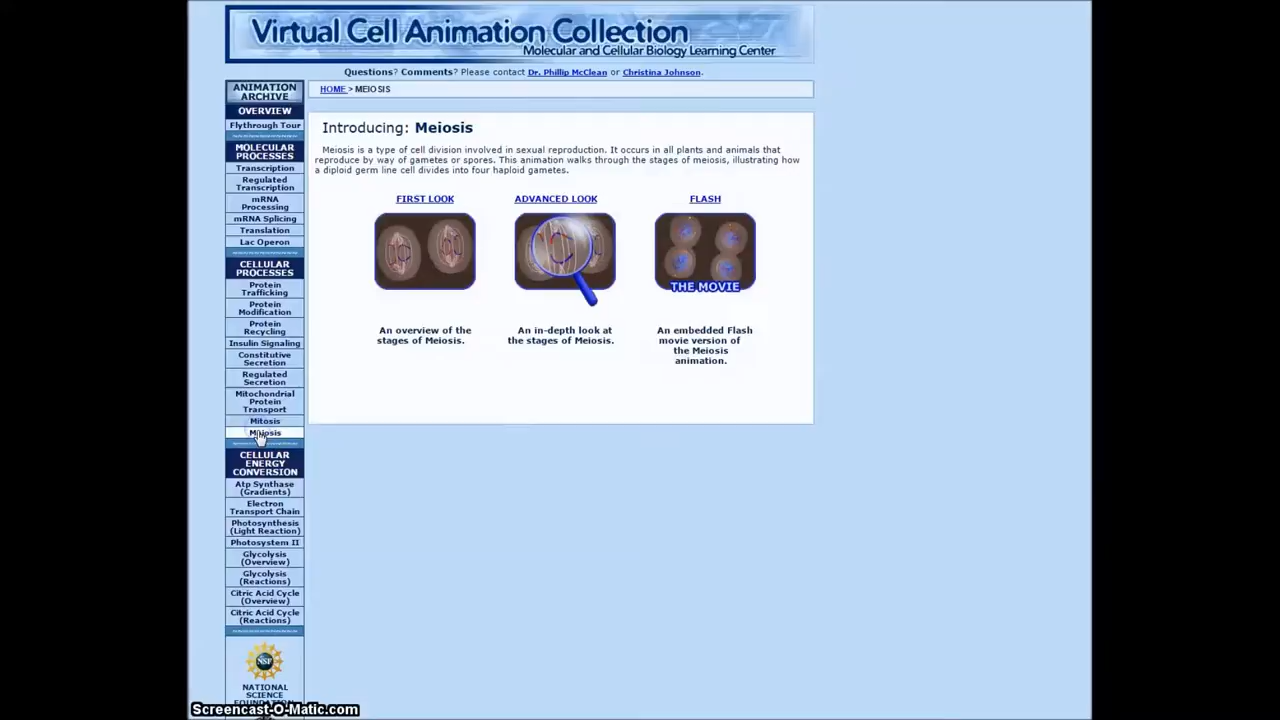 Virtual Cell Animation Collection
Molecular and Cellular Biology Learning Center
Questions? Comments? Please contact Dr. Phillip McClean or Christina Johnson.
ANIMATION
ARCHIVE
OVERVIEW
Flythrough Tour
MOLECULAR
PROCESSES
Transcription
Regulated
Transcription
mRNA
Processing
mRNA Splicing
Translation
Lac Operon
CELLULAR
PROCESSES
Protein
Trafficking
Protein
Modification
Protein
Recycling
Insulin Signaling
Constitutive
Secretion
Regulated
Secretion
Mitochondrial
Protein
Transport
Mitosis
Meiosis
CELLULAR
ENERGY
CONVERSION
Atp Synthase
(Gradients)
Electron
Transport Chain
Photosynthesis
(Light Reaction)
Photosystem II
Glycolysis
(Overview)
Glycolysis
(Reactions)
Citric Acid Cycle
(Overview)
Citric Acid Cycle
(Reactions)
NSF
NATIONAL
SCIENCE
FOUNDATION
HOME > MEIOSIS
Introducing: Meiosis
Meiosis is a type of cell division involved in sexual reproduction. It occurs in all plants and animals that
reproduce by way of gametes or spores. This animation walks through the stages of meiosis, illustrating how
a diploid germ line cell divides into four haploid gametes.
FIRST LOOK
An overview of the
stages of Meiosis.
ADVANCED LOOK
An in-depth look at
the stages of Meiosis.
FLASH
THE MOVIE
An embedded Flash
movie version of
the Meiosis
animation.
Screencast-O-Matic.com